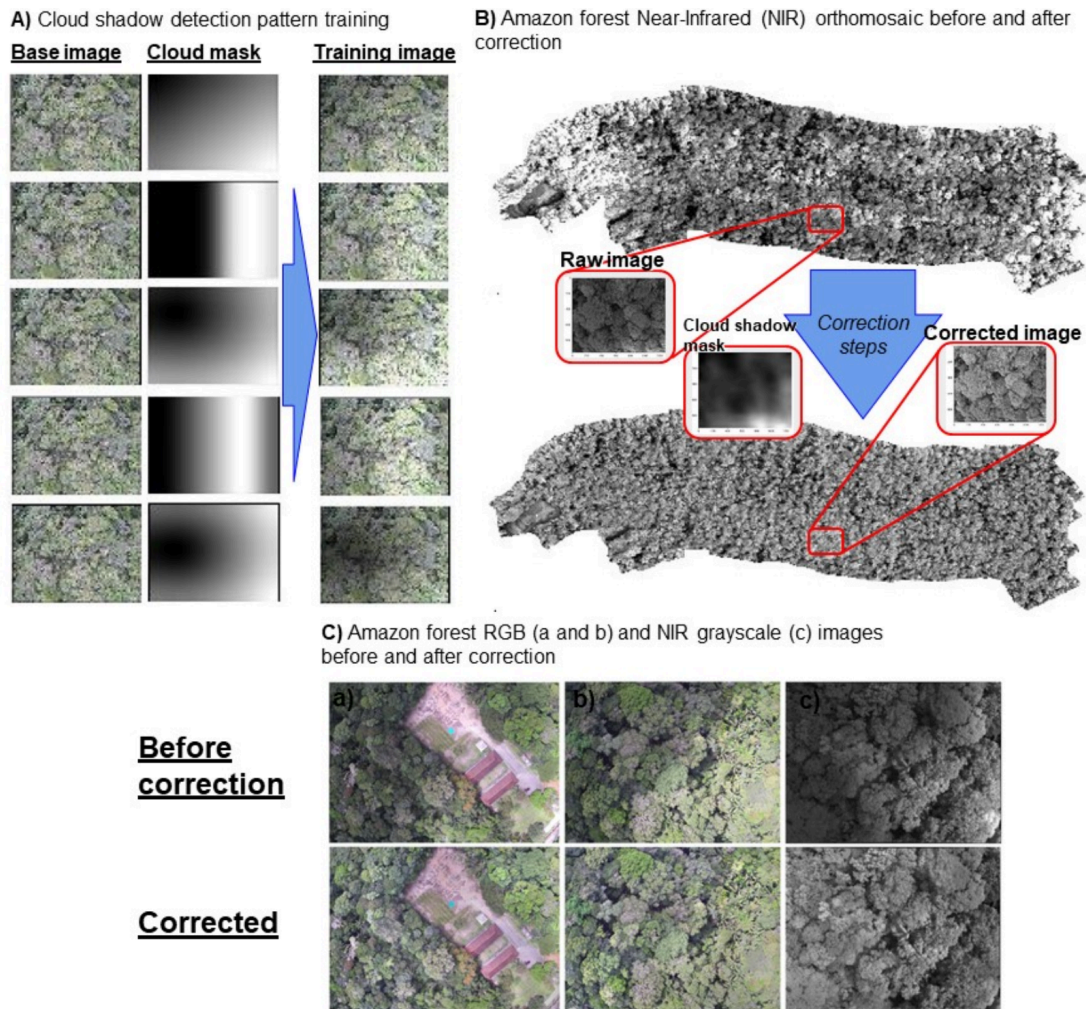 A) Cloud shadow detection pattern training
Base image
Cloud mask
Training image
B) Amazon forest Near-Infrared (NIR) orthomosaic before and after
correction
Raw image
Cloud shadow
mask
Correction
steps
Corrected image
C) Amazon forest RGB (a and b) and NIR grayscale (c) images
before and after correction
a)
b)
c)
Before
correction
Corrected